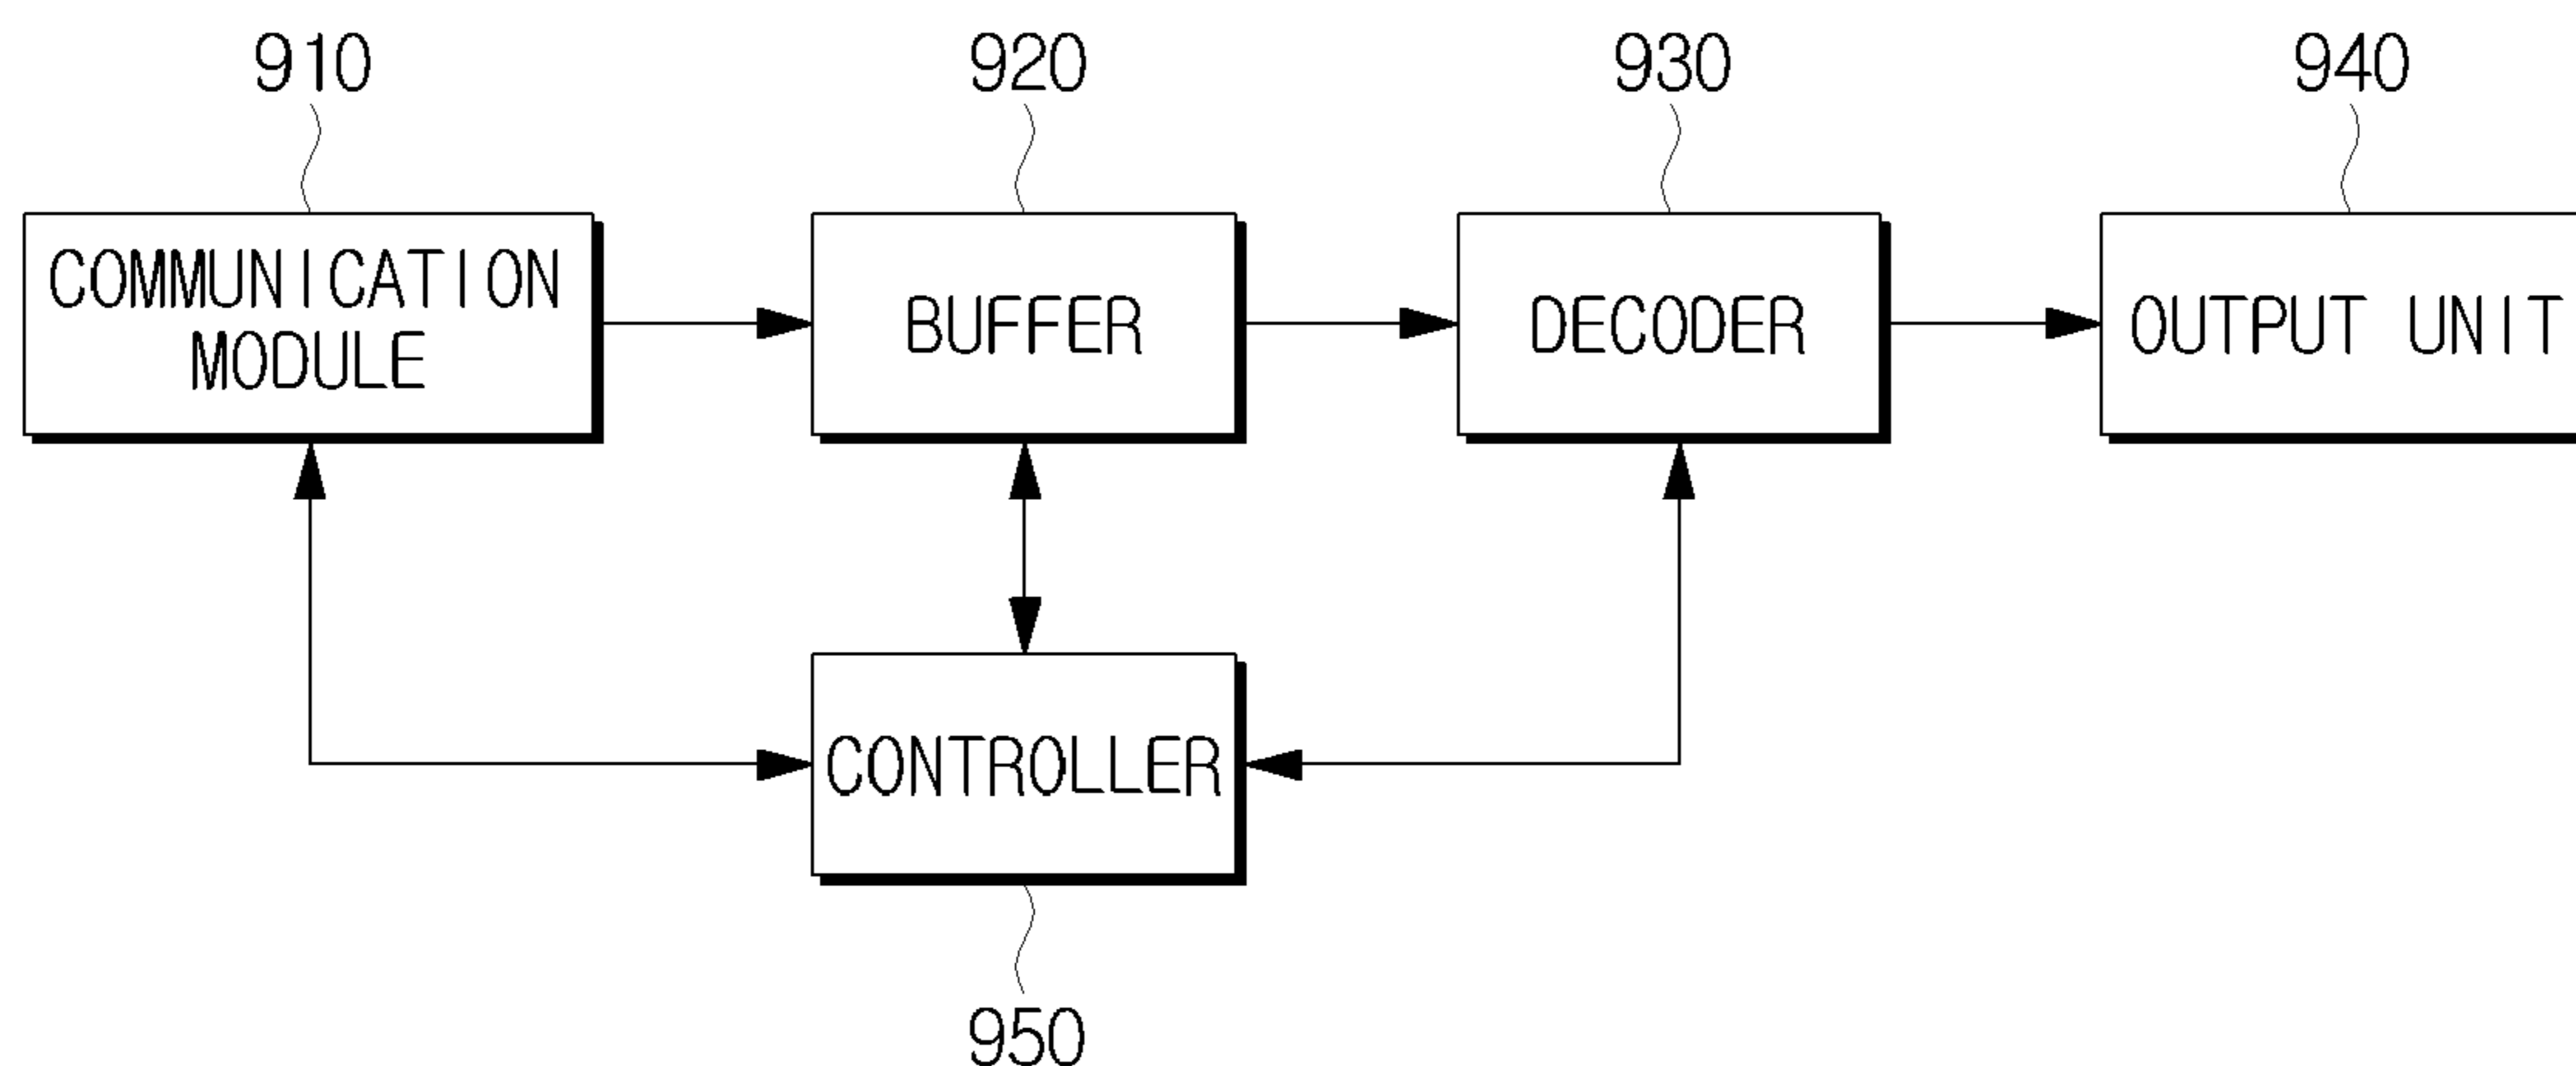 910
920
930
940
COMMUNICATION
MODULE
BUFFER
DECODER
OUTPUT UNIT
CONTROLLER
950